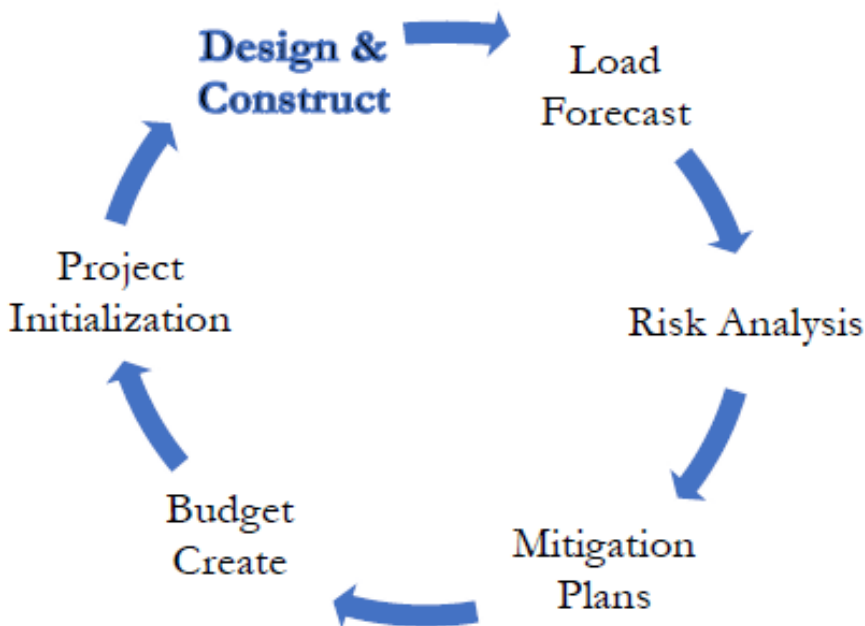 Design &
Construct
Load
Forecast
Risk Analysis
Mitigation
Plans
Budget
Create
Project
Initialization